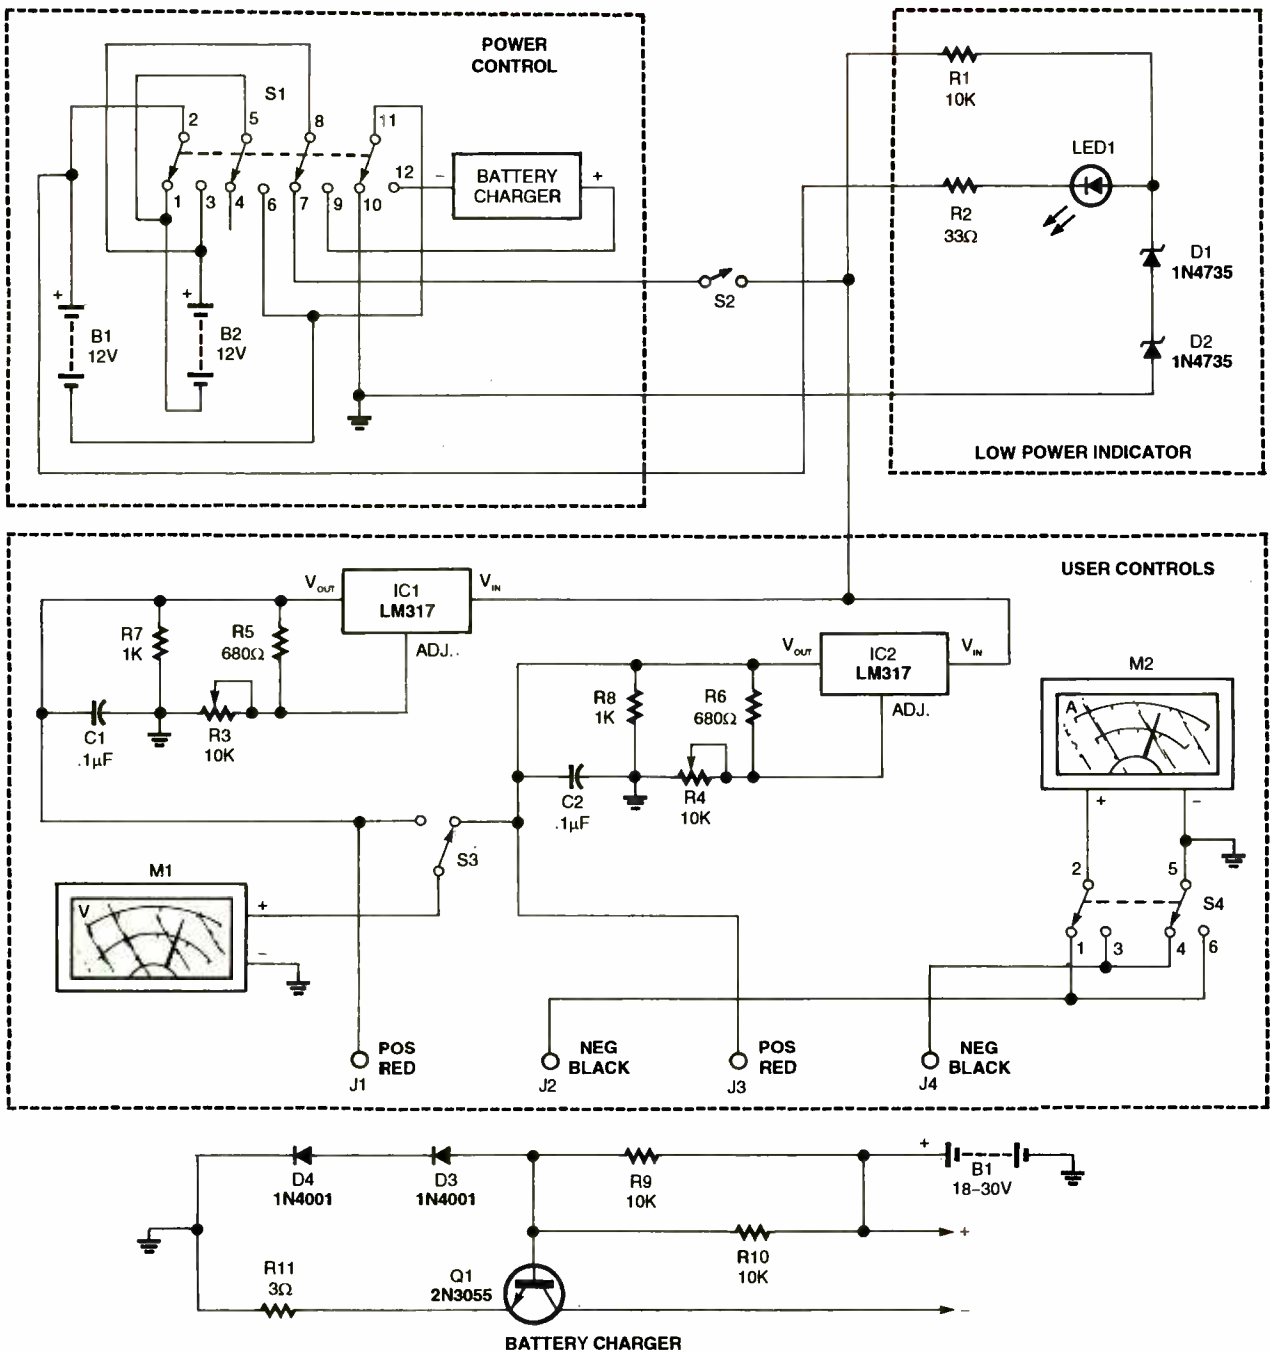 POWER
CONTROL
S1
2
5
8
11
1
3
4
6
7
9
10
12
−
BATTERY
CHARGER
+
+
B1
12V
+
B2
12V
S2
R1
10K
LED1
R2
33Ω
D1
1N4735
D2
1N4735
LOW POWER INDICATOR
USER CONTROLS
VOUT
IC1
LM317
VIN
ADJ.
R7
1K
R5
680Ω
C1
.1µF
R3
10K
VOUT
IC2
LM317
VIN
ADJ.
R8
1K
R6
680Ω
C2
.1µF
R4
10K
M2
A
+
−
2
5
S4
1
3
4
6
S3
M1
V
+
−
POS
RED
J1
NEG
BLACK
J2
POS
RED
J3
NEG
BLACK
J4
D4
1N4001
D3
1N4001
R9
10K
+
B1
18–30V
R10
10K
+
R11
3Ω
Q1
2N3055
−
BATTERY CHARGER